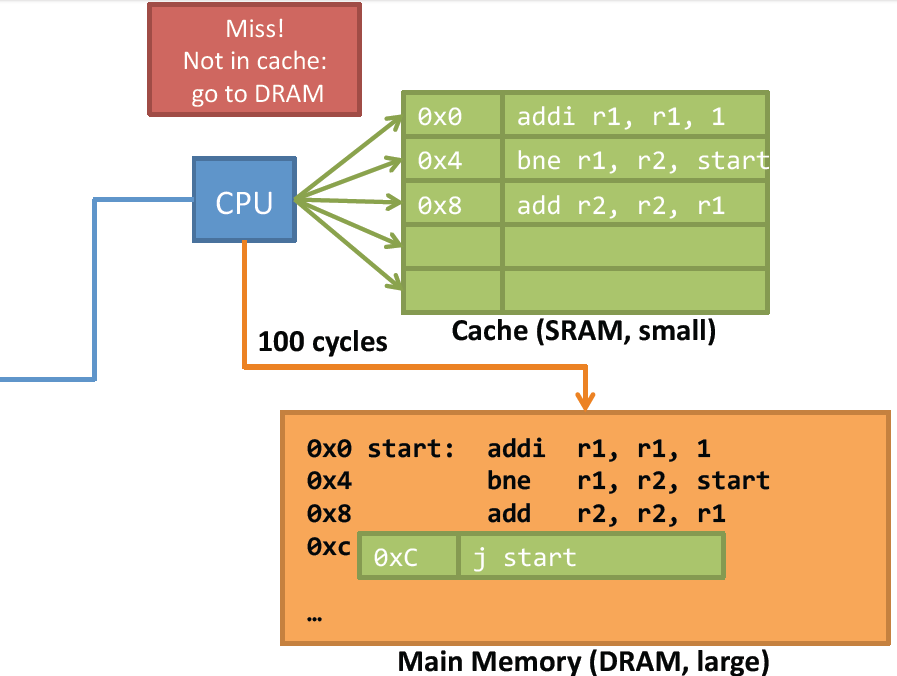 Miss!
Not in cache:
go to DRAM
CPU
0x0 addi r1, r1, 1
0x4 bne r1, r2, start
0x8 add r2, r2, r1
Cache (SRAM, small)
100 cycles
0x0 start: addi r1, r1, 1
0x4 bne r1, r2, start
0x8 add r2, r2, r1
0xc 0xC j start
…
Main Memory (DRAM, large)